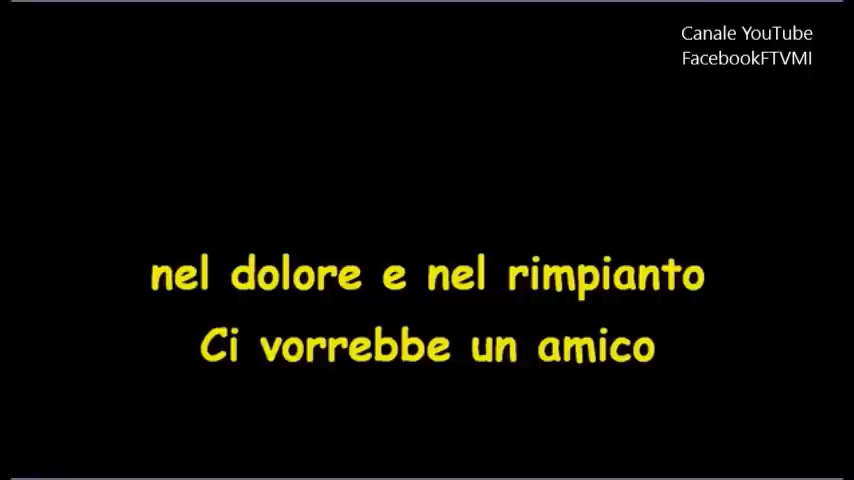 Canale YouTube
FacebookFTVMI
nel dolore e nel rimpianto
Ci vorrebbe un amico